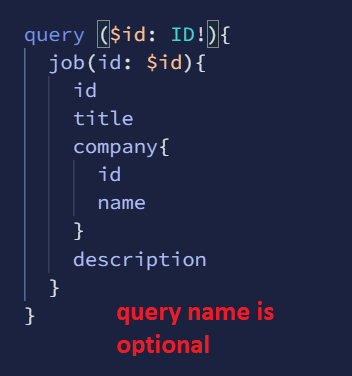 query ($id: ID!){
job(id: $id){
id
title
company{
id
name
}
description
}
}
query name is
optional